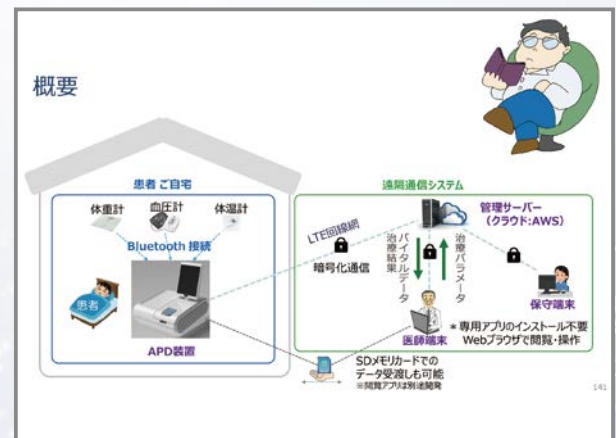 概要
患者 ご自宅
体重計
血圧計
体温計
Bluetooth 接続
患者
APD装置
遠隔通信システム
LTE回線網
暗号化通信
管理サーバー
(クラウド:AWS)
治療結果
バイタルデータ
治療パラメータ
保守端末
医師端末
*専用アプリのインストール不要
Webブラウザで閲覧・操作
SDメモリカードでの
データ受渡しも可能
※閲覧アプリは別途開発
141